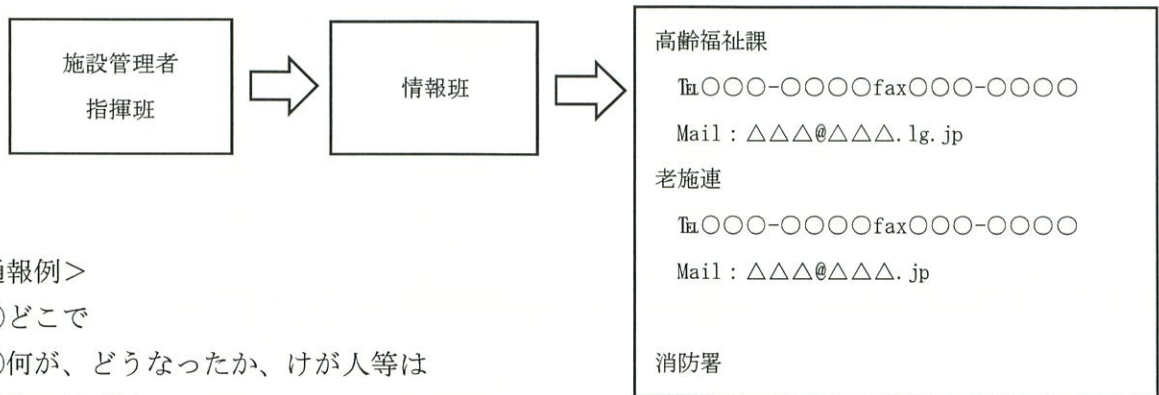 施設管理者
指揮班
情報班
高齢福祉課
℡○○○-○○○○fax○○○-○○○○
Mail：△△△@△△△.lg.jp
老施連
℡○○○-○○○○fax○○○-○○○○
Mail：△△△@△△△.jp
消防署
報例＞
どこで
何が、どうなったか、けが人等は